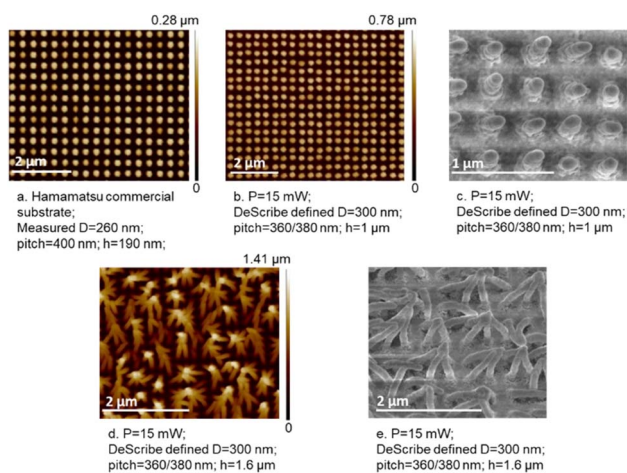 0.28 µm
0.78 µm
2 µm
0
2 µm
0
1 µm
a. Hamamatsu commercial
substrate;
Measured D=260 nm;
pitch=400 nm; h=190 nm;
b. P=15 mW;
DeScribe defined D=300 nm;
pitch=360/380 nm; h=1 µm
c. P=15 mW;
DeScribe defined D=300 nm;
pitch=360/380 nm; h=1 µm
1.41 µm
2 µm
0
2 µm
d. P=15 mW;
DeScribe defined D=300 nm;
pitch=360/380 nm; h=1.6 µm
e. P=15 mW;
DeScribe defined D=300 nm;
pitch=360/380 nm; h=1.6 µm